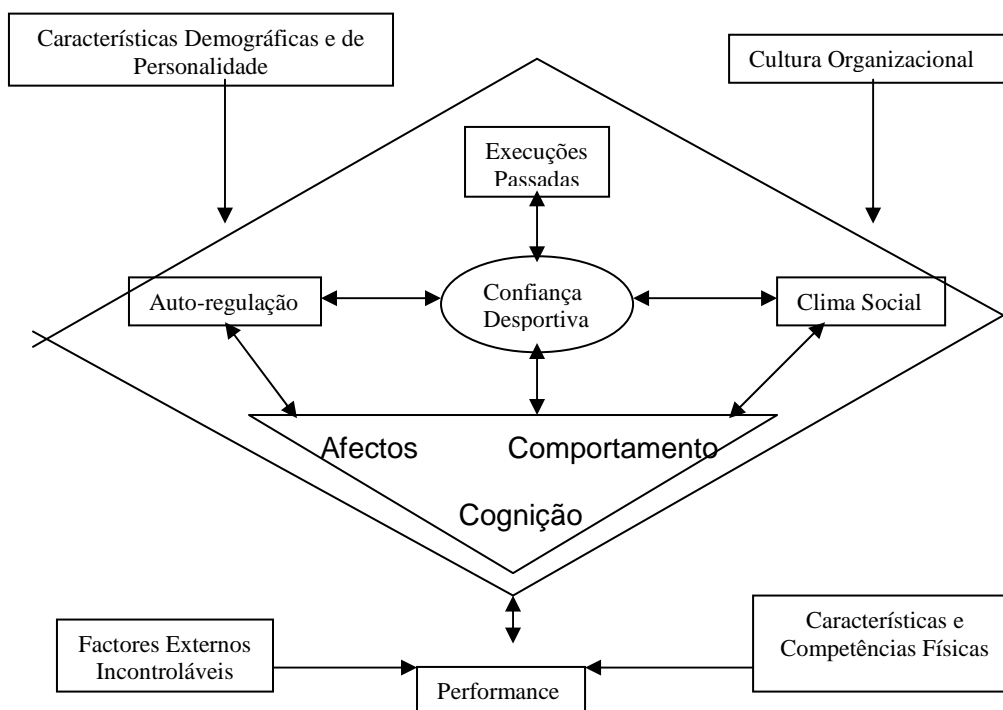 Características Demográficas e de
Personalidade
Cultura Organizacional
Execuções
Passadas
Auto-regulação
Confiança
Desportiva
Clima Social
Afectos
Comportamento
Cognição
Factores Externos
Incontroláveis
Características e
Competências Físicas
Performance